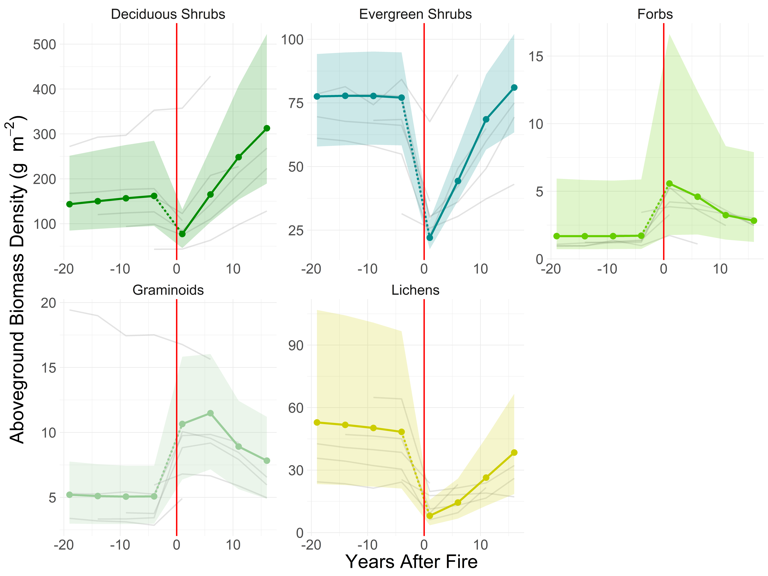 Deciduous Shrubs
Evergreen Shrubs
Forbs
500
400
300
200
100
-20 -10 0 10
100
75
50
25
-20 -10 0 10
15
10
5
0
-20 -10 0 10
Graminoids
Lichens
20
15
10
5
-20 -10 0 10
90
60
30
0
-20 -10 0 10
Aboveground Biomass Density (g m⁻²)
Years After Fire